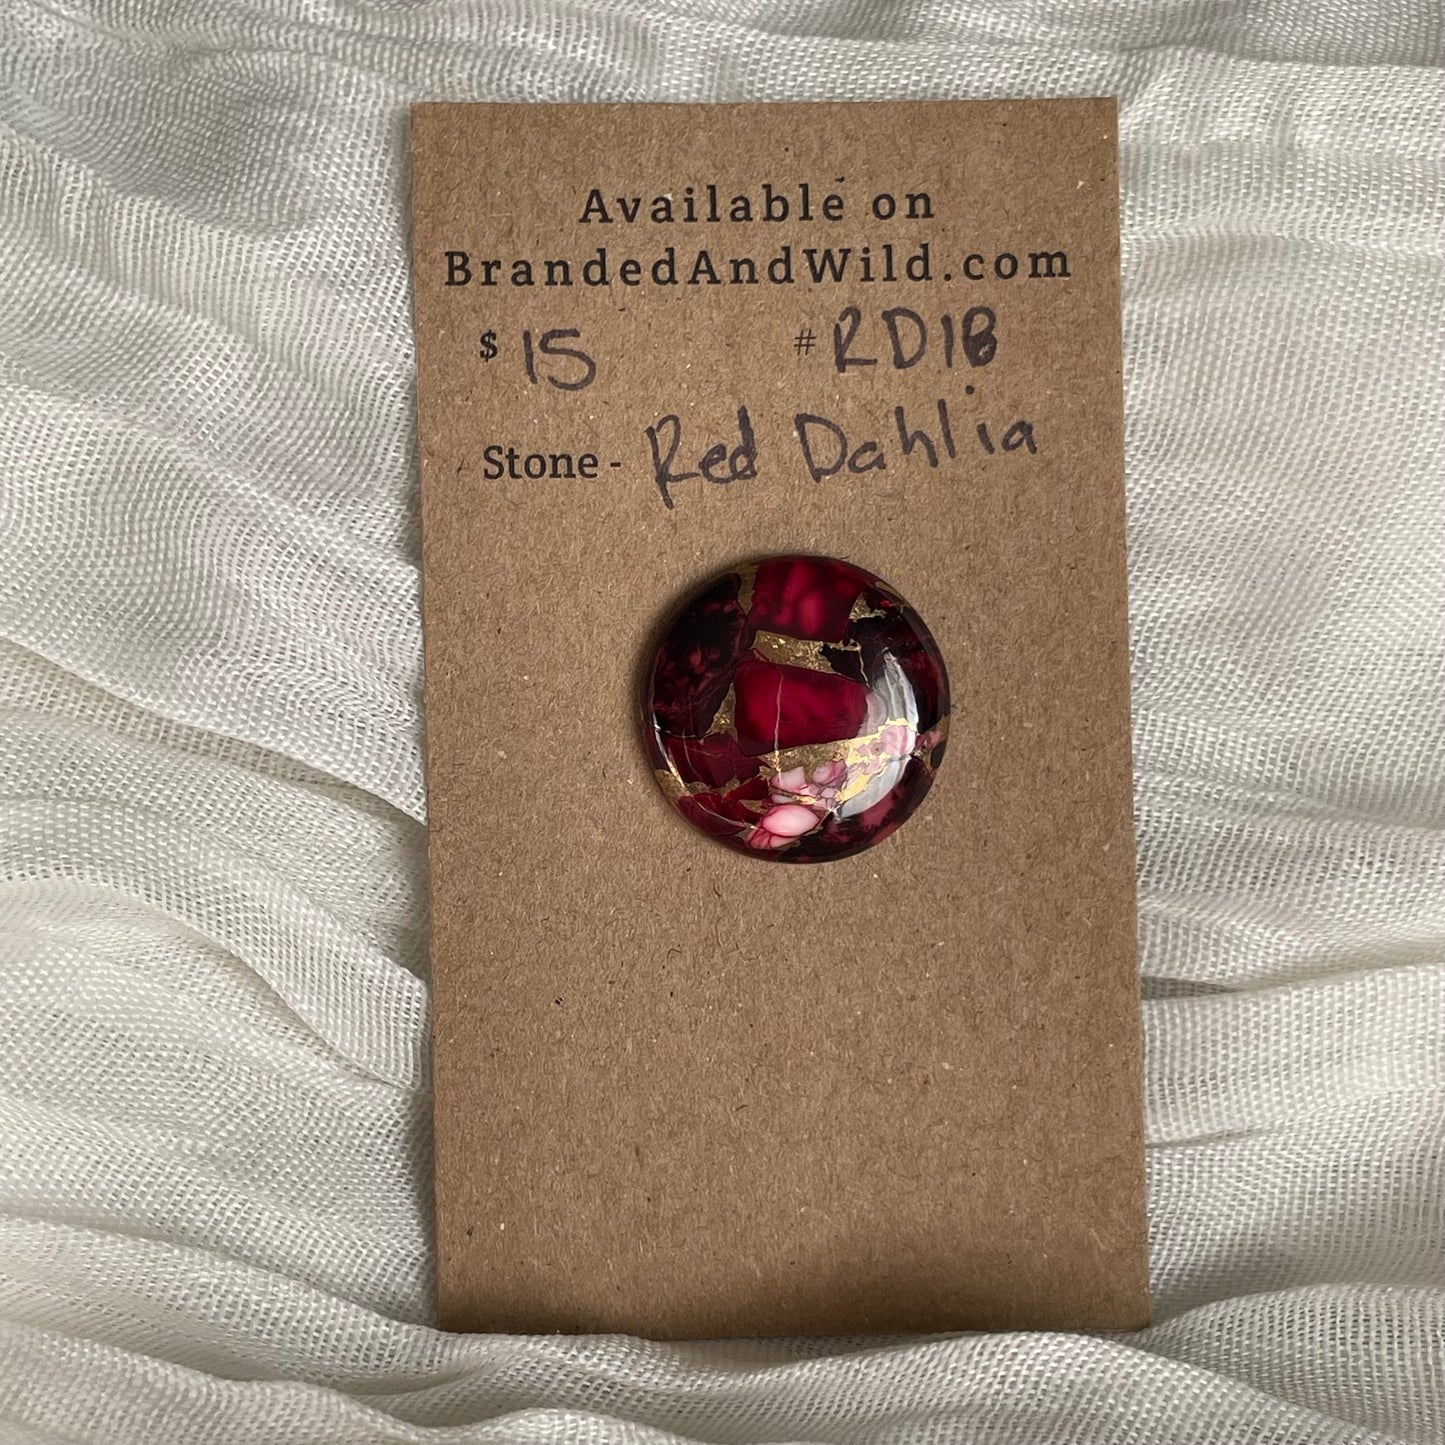 Available on
BrandedAndWild.com
$ 15 # RD18
Stone - Red Dahlia